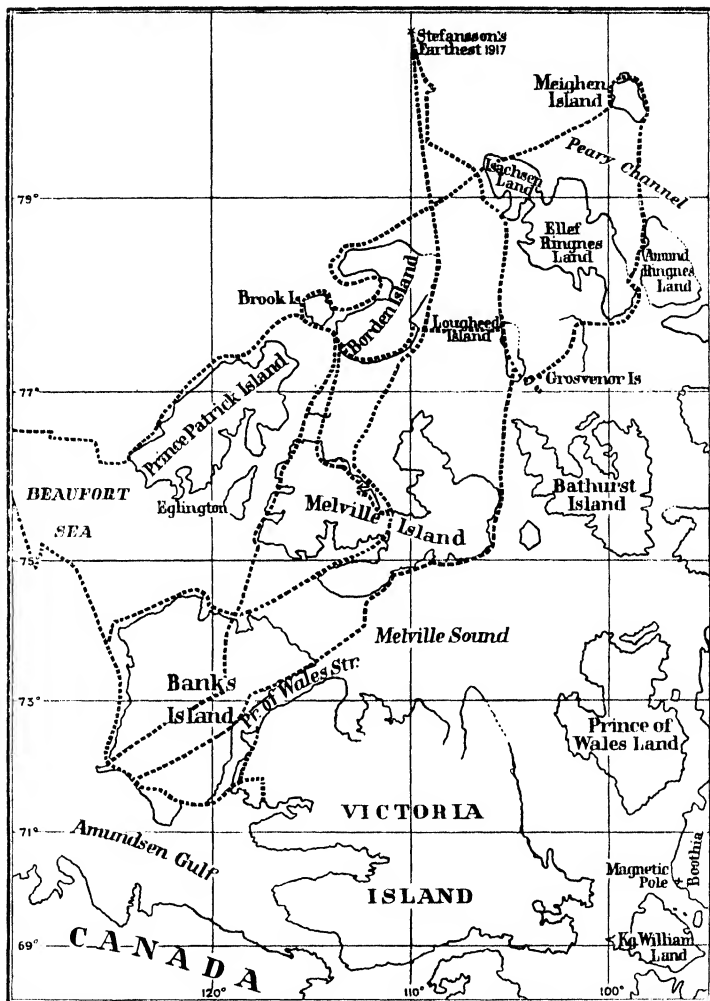 Stefansson's
Farthest 1917
Meighen
Island
Peary Channel
Isachsen
Land
79°
Ellef
Ringnes
Land
Amund
Ringnes
Land
Brook Is.
Borden Island
Lougheed
Island
77°
Grosvenor Is
Prince Patrick Island
BEAUFORT
SEA
Eglington
Melville
Island
Bathurst
Island
75°
Melville Sound
Banks
Island
Pr. of Wales Str.
73°
Prince of
Wales Land
VICTORIA
71°
Amundsen Gulf
Boothia
Magnetic
Pole
ISLAND
Kg. William
Land
69°
CANADA
120°
110°
100°